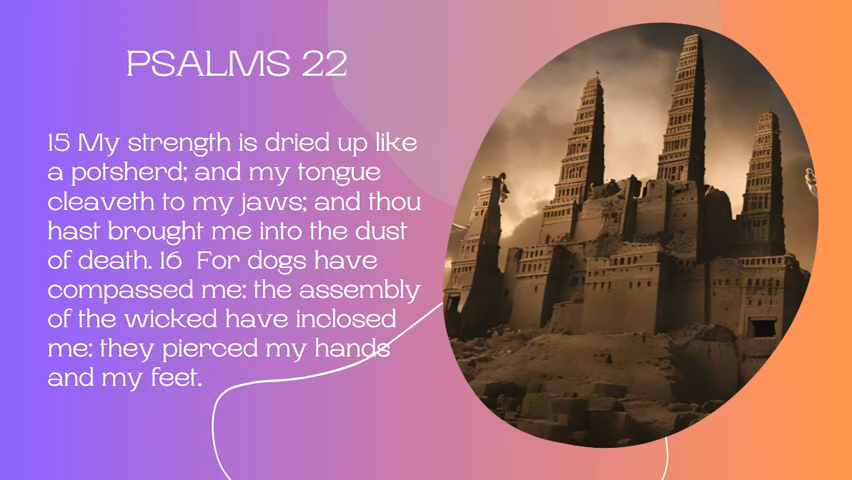 PSALMS 22
15 My strength is dried up like
a potsherd; and my tongue
cleaveth to my jaws; and thou
hast brought me into the dust
of death. 16  For dogs have
compassed me: the assembly
of the wicked have inclosed
me: they pierced my hands
and my feet.